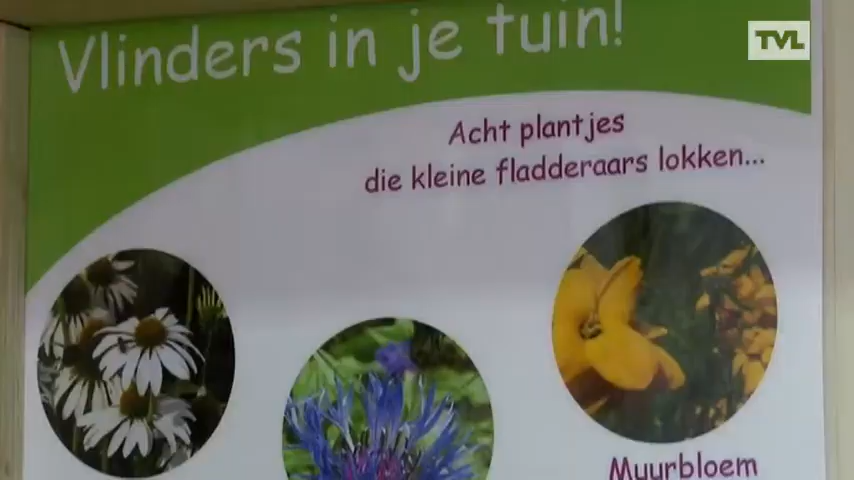 Vlinders in je tuin!
TVL
Acht plantjes
die kleine fladderaars lokken...
Muurbloem